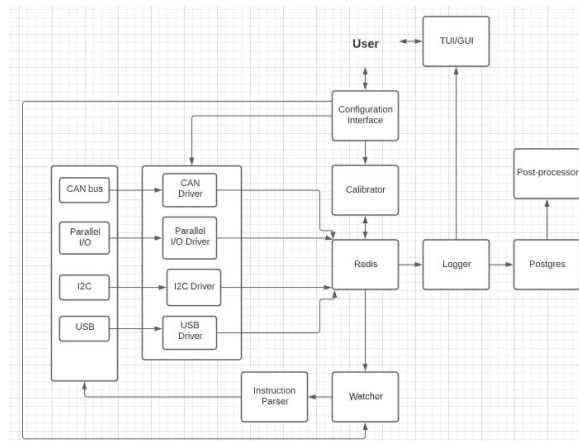 User
TUI/GUI
Configuration
Interface
Post-processor
CAN bus
CAN
Driver
Calibrator
Parallel
I/O
Parallel
I/O Driver
Redis
Logger
Postgres
I2C
I2C Driver
USB
USB
Driver
Instruction
Parser
Watcher